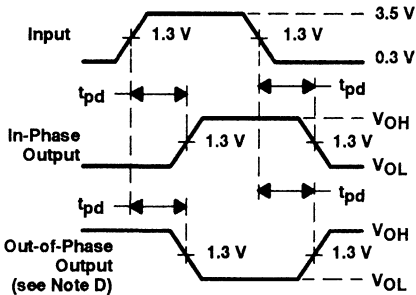 3.5 V
Input
1.3 V
1.3 V
0.3 V
tpd
tpd
In-Phase
Output
VOH
1.3 V
1.3 V
VOL
tpd
tpd
Out-of-Phase
Output
(see Note D)
VOH
1.3 V
1.3 V
VOL